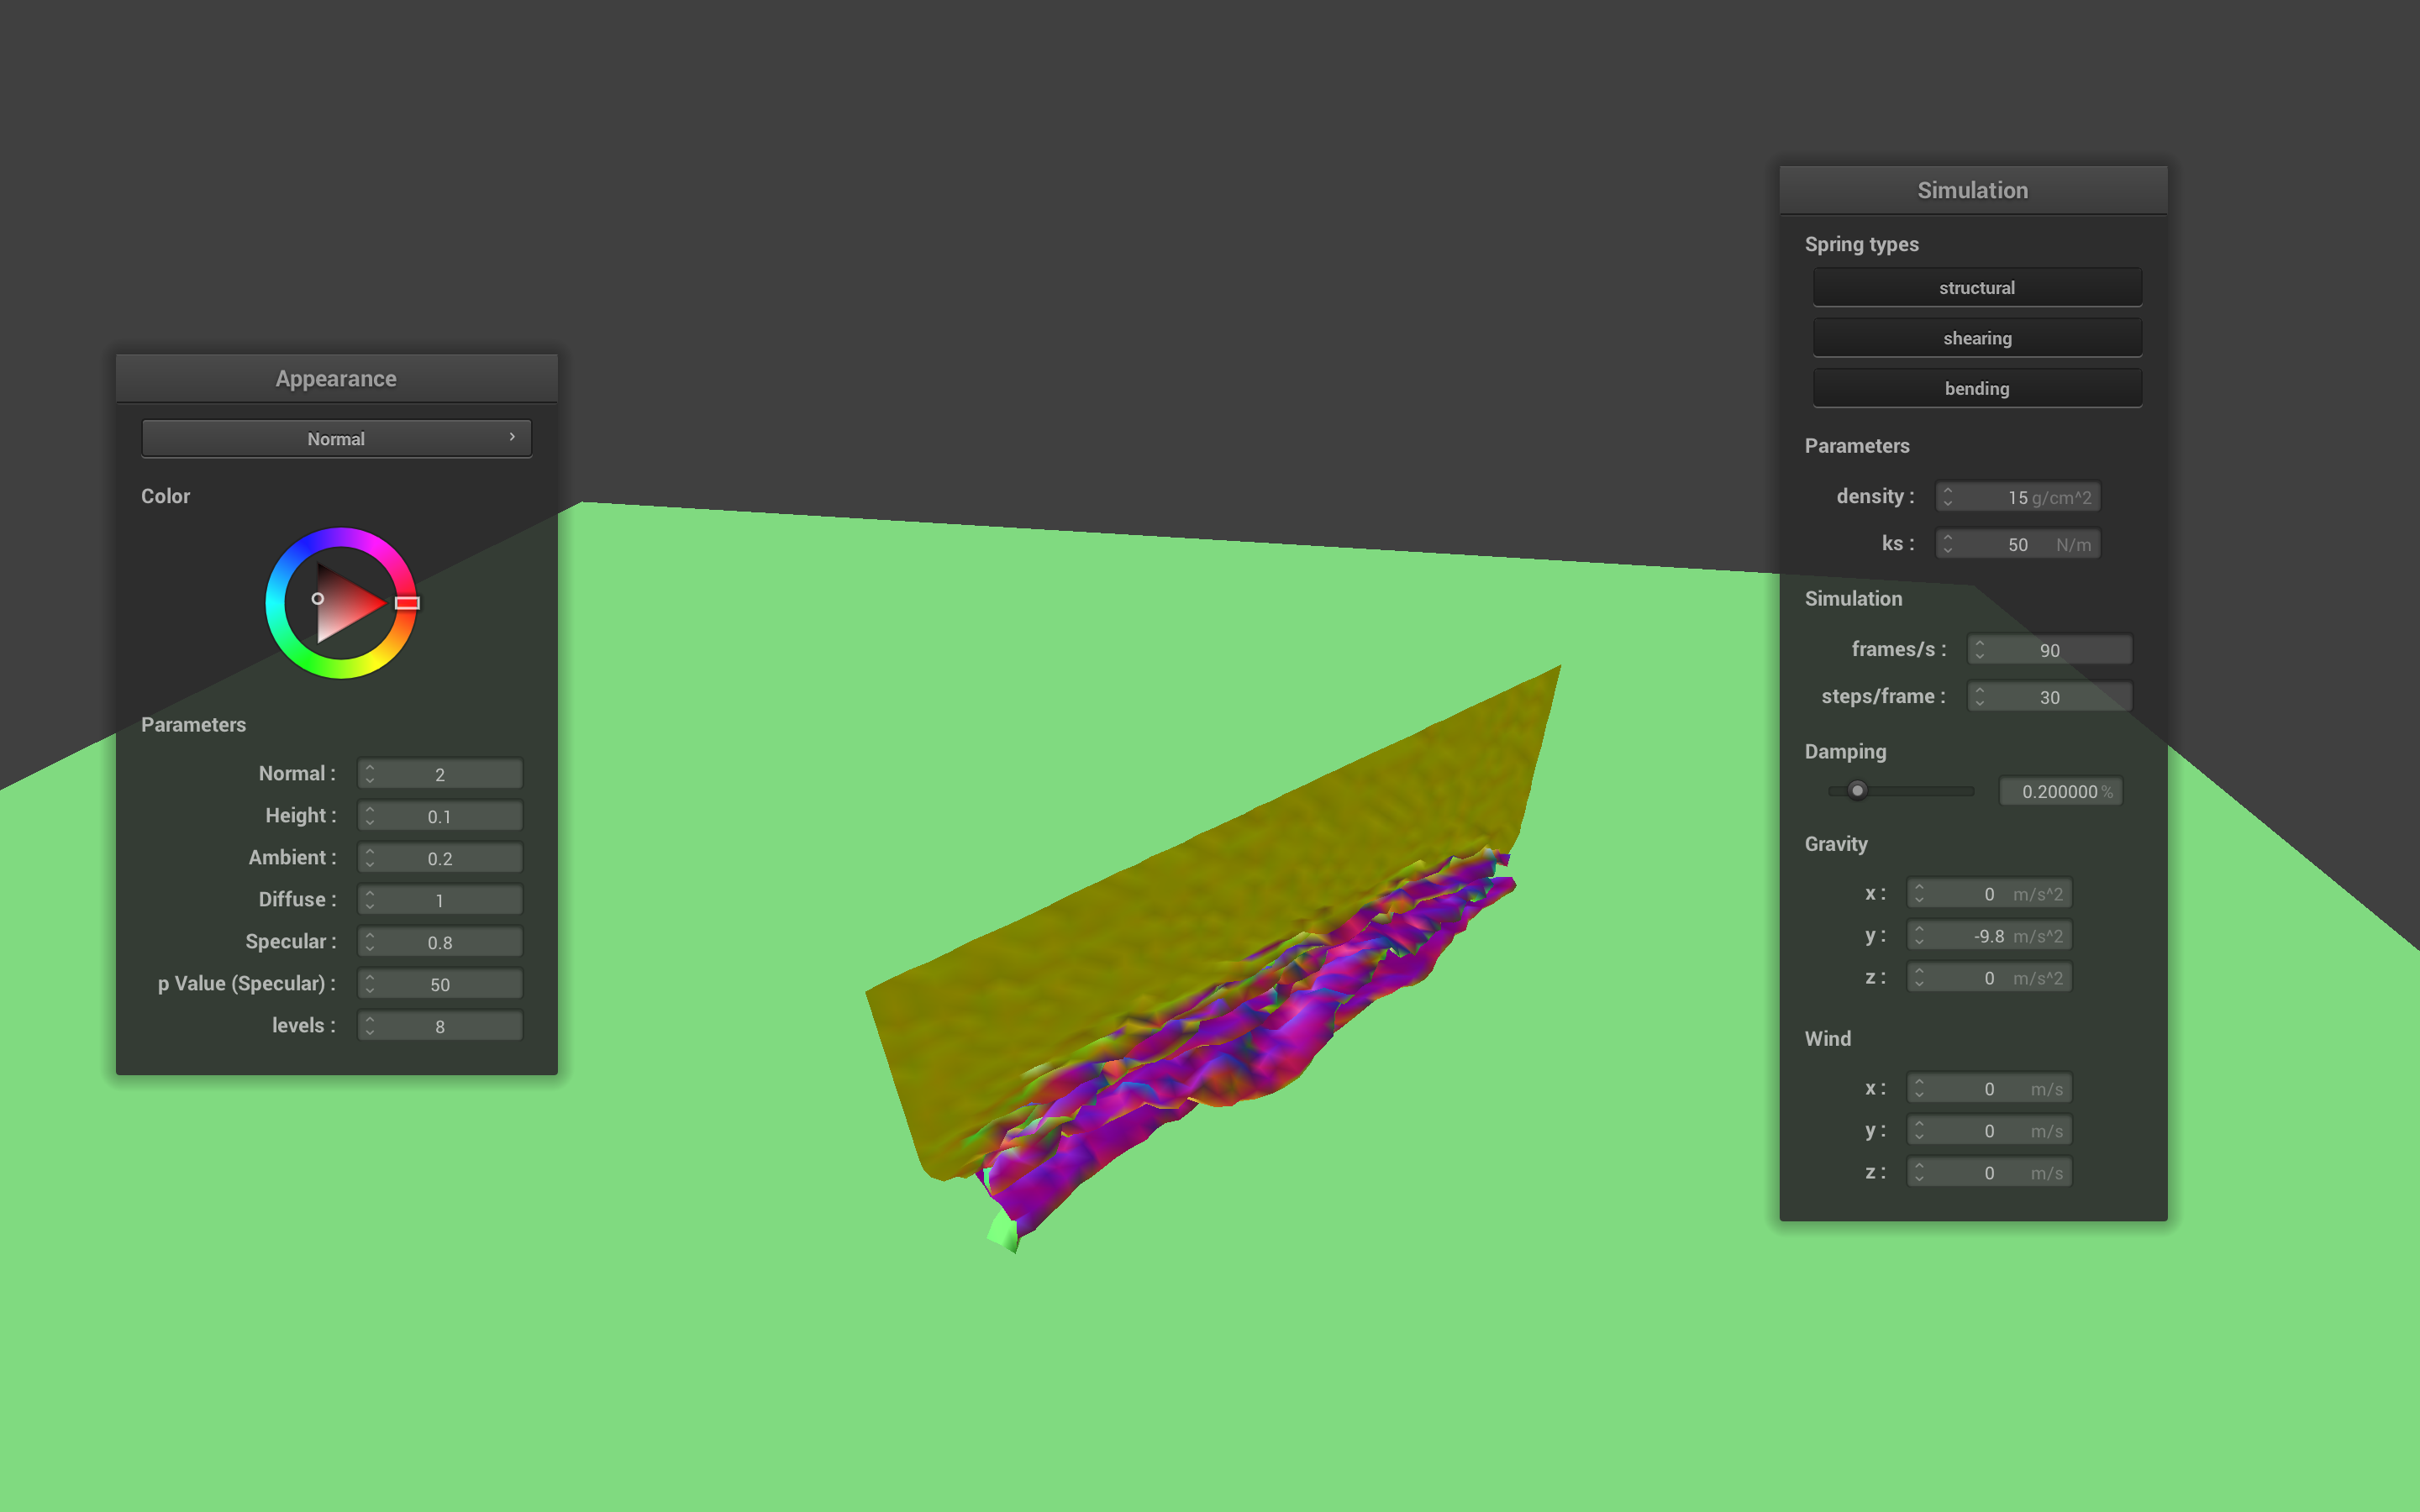 Appearance
Normal
Color
Parameters
Normal : 2
Height : 0.1
Ambient : 0.2
Diffuse : 1
Specular : 0.8
p Value (Specular) : 50
levels : 8
Simulation
Spring types
structural
shearing
bending
Parameters
density : 15 g/cm^2
ks : 50 N/m
Simulation
frames/s : 90
steps/frame : 30
Damping
0.200000 %
Gravity
x : 0 m/s^2
y : -9.8 m/s^2
z : 0 m/s^2
Wind
x : 0 m/s
y : 0 m/s
z : 0 m/s